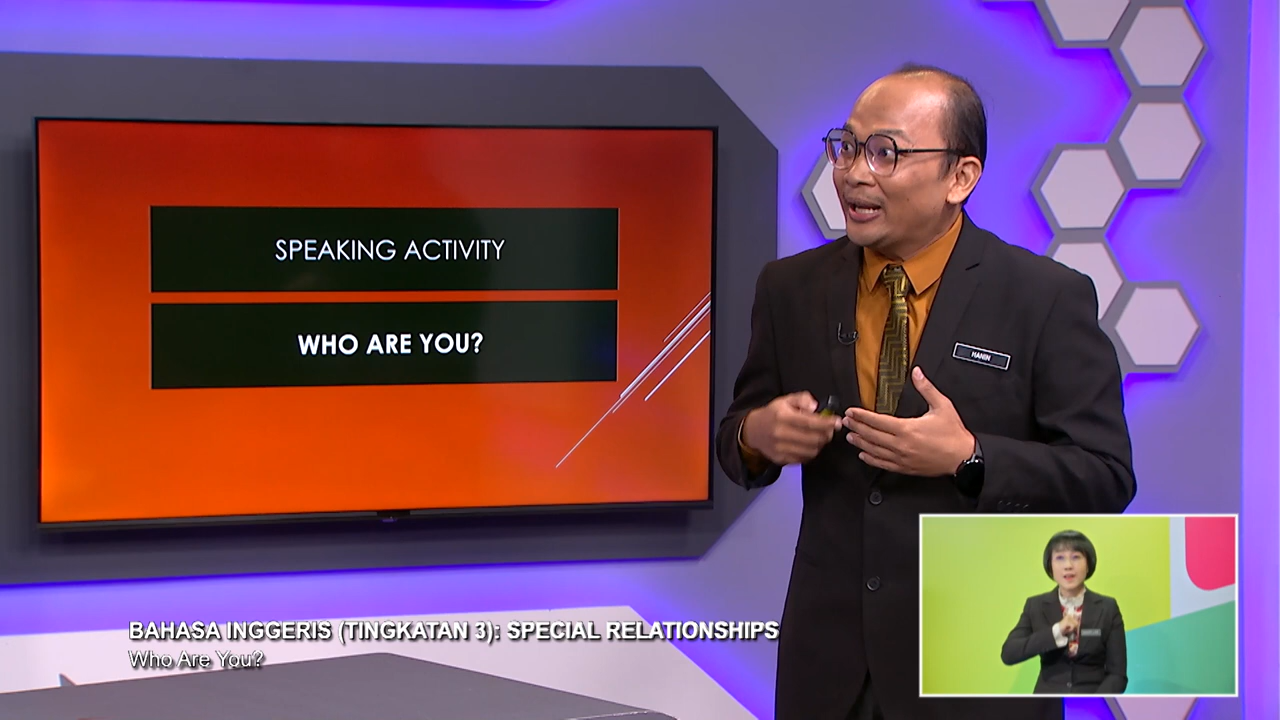 SPEAKING ACTIVITY
WHO ARE YOU?
HANIN
BAHASA INGGERIS (TINGKATAN 3): SPECIAL RELATIONSHIPS
Who Are You?